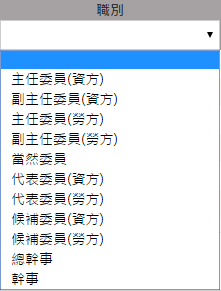 職別
主任委員(資方)
副主任委員(資方)
主任委員(勞方)
副主任委員(勞方)
當然委員
代表委員(資方)
代表委員(勞方)
候補委員(資方)
候補委員(勞方)
總幹事
幹事